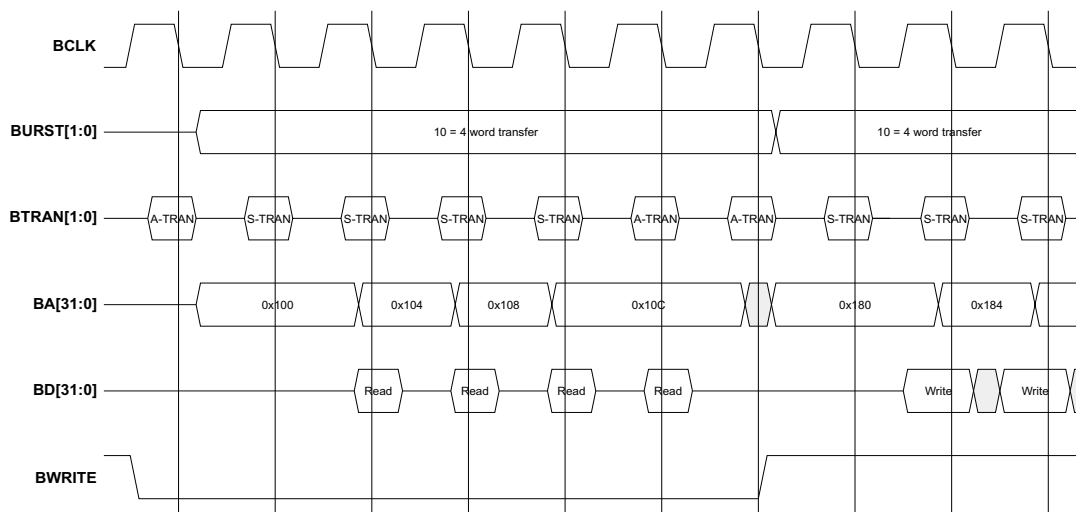 BCLK
BURST[1:0] 10 = 4 word transfer 10 = 4 word transfer
BTRAN[1:0] A-TRAN S-TRAN S-TRAN S-TRAN S-TRAN A-TRAN A-TRAN S-TRAN S-TRAN S-TRAN
BA[31:0] 0x100 0x104 0x108 0x10C 0x180 0x184
BD[31:0] Read Read Read Read Write Write
BWRITE